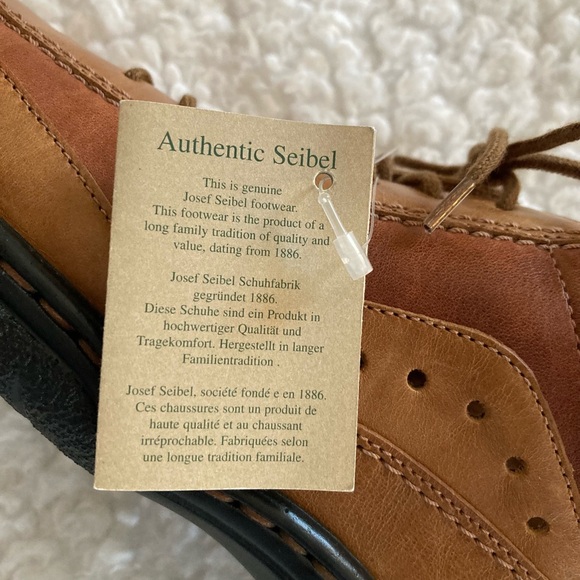 Authentic Seibel
This is genuine
Josef Seibel footwear.
This footwear is the product of a
long family tradition of quality and
value, dating from 1886.
Josef Seibel Schuhfabrik
gegründet 1886.
Diese Schuhe sind ein Produkt in
hochwertiger Qualität und
Tragekomfort. Hergestellt in langer
Familientradition .
Josef Seibel, société fondé e en 1886.
Ces chaussures sont un produit de
haute qualité et au chaussant
irréprochable. Fabriquées selon
une longue tradition familiale.